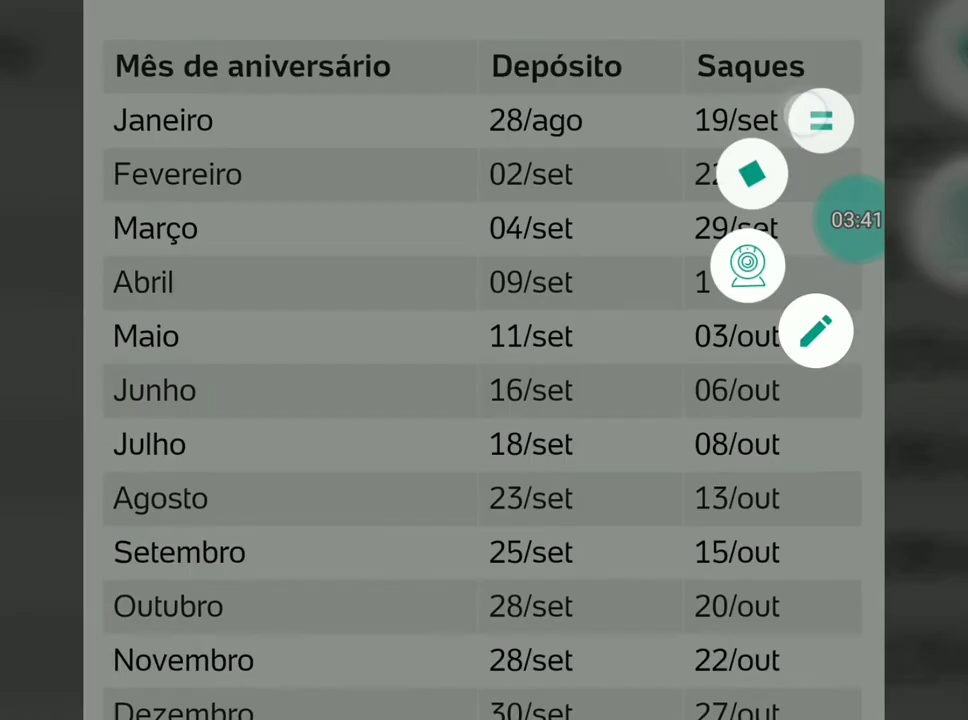 Mês de aniversário Depósito Saques
Janeiro 28/ago 19/set
Fevereiro 02/set
Março 04/set 29/set
03:41
Abril 09/set
Maio 11/set 03/out
Junho 16/set 06/out
Julho 18/set 08/out
Agosto 23/set 13/out
Setembro 25/set 15/out
Outubro 28/set 20/out
Novembro 28/set 22/out
Dezembro 30/set 27/out